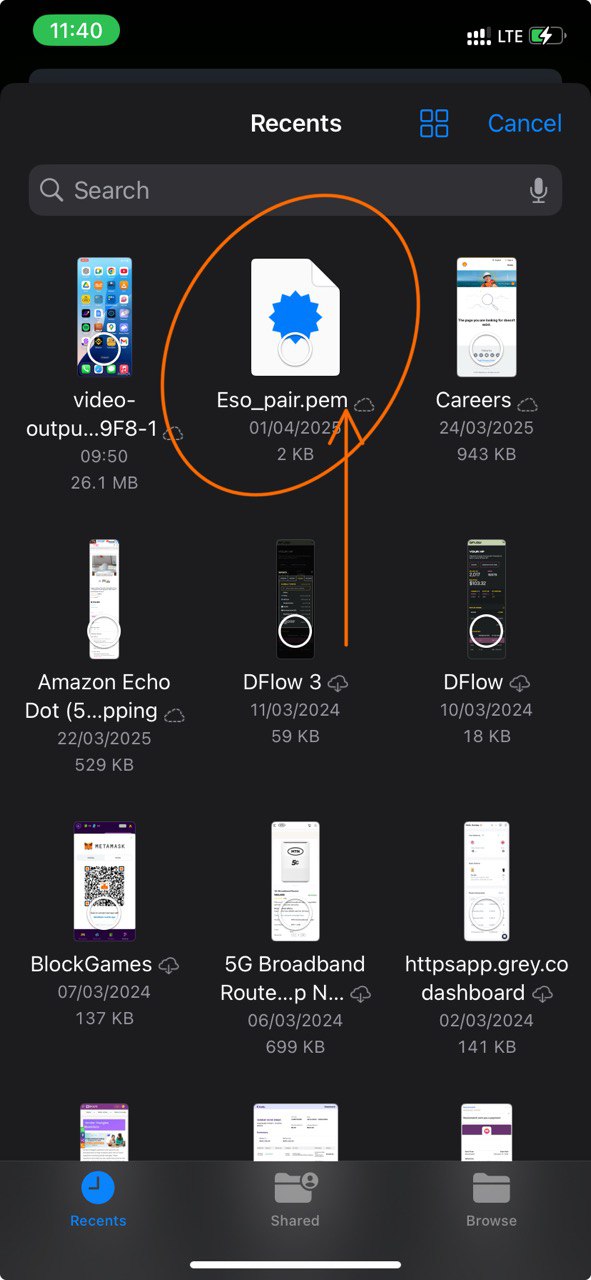 11:40
LTE
Recents
Cancel
Search
video-
outpu...9F8-1
09:50
26.1 MB
Eso_pair.pem
01/04/2025
2 KB
Careers
24/03/2025
943 KB
Amazon Echo
Dot (5...pping
22/03/2025
529 KB
DFlow 3
11/03/2024
59 KB
DFlow
10/03/2024
18 KB
METAMASK
BlockGames
07/03/2024
137 KB
5G Broadband
Route...p N...
06/03/2024
699 KB
httpsapp.grey.co
dashboard
02/03/2024
141 KB
Recents
Shared
Browse